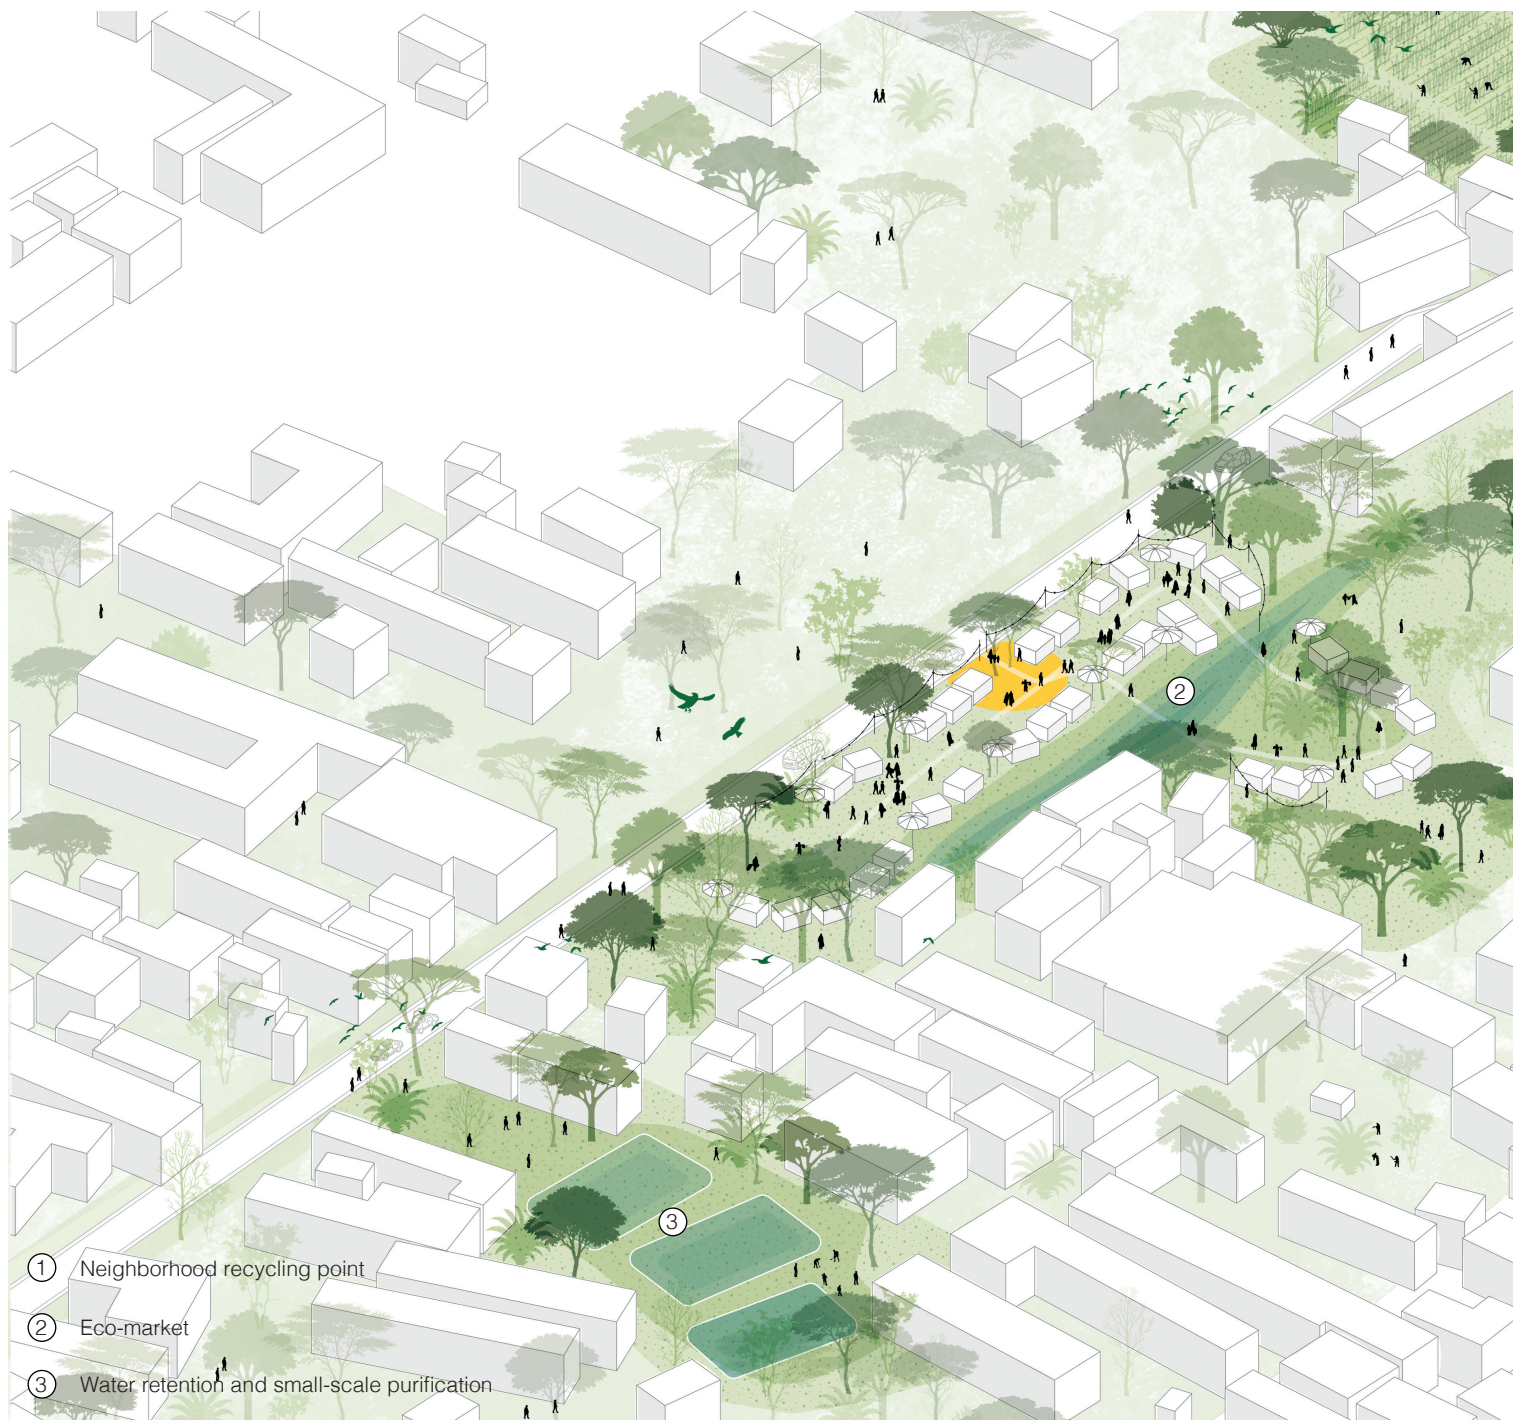 2
3
1 Neighborhood recycling point
2 Eco-market
3 Water retention and small-scale purification